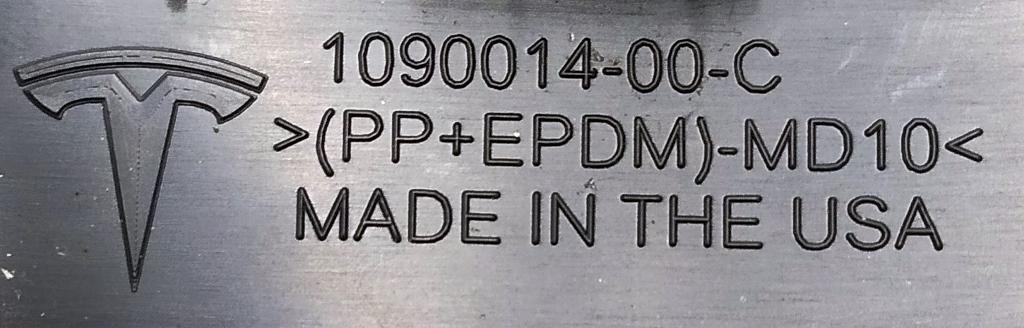 1090014-00-C
>(PP+EPDM)-MD10<
MADE IN THE USA